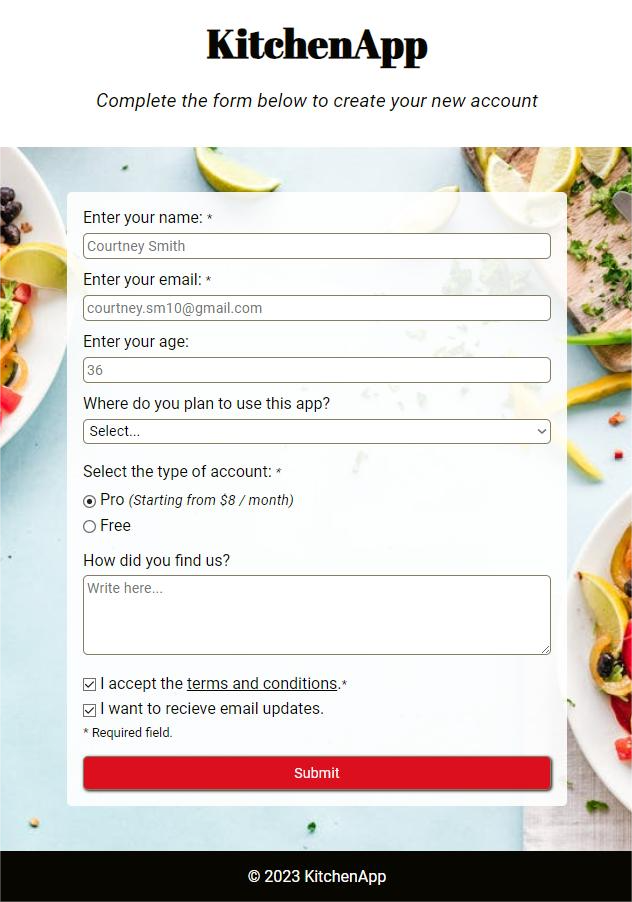 KitchenApp
Complete the form below to create your new account
Enter your name: *
Courtney Smith
Enter your email: *
courtney.sm10@gmail.com
Enter your age:
36
Where do you plan to use this app?
Select...
Select the type of account: *
Pro (Starting from $8 / month)
Free
How did you find us?
Write here...
I accept the terms and conditions.*
I want to recieve email updates.
* Required field.
Submit
© 2023 KitchenApp